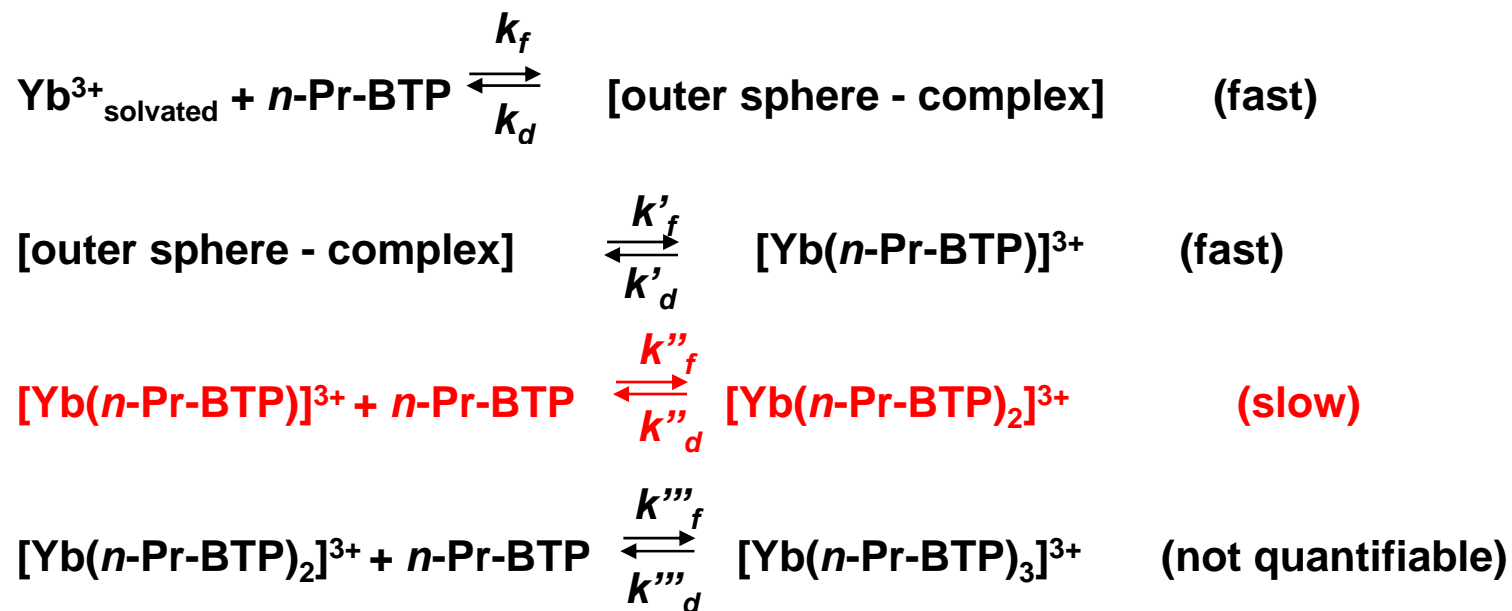 k_f
Yb³⁺_solvated + n-Pr-BTP ⇌ [outer sphere - complex] (fast)
k_d
k’_f
[outer sphere - complex] ⇌ [Yb(n-Pr-BTP)]³⁺ (fast)
k’_d
k’’_f
[Yb(n-Pr-BTP)]³⁺ + n-Pr-BTP ⇌ [Yb(n-Pr-BTP)₂]³⁺ (slow)
k’’_d
k’’’_f
[Yb(n-Pr-BTP)₂]³⁺ + n-Pr-BTP ⇌ [Yb(n-Pr-BTP)₃]³⁺ (not quantifiable)
k’’’_d